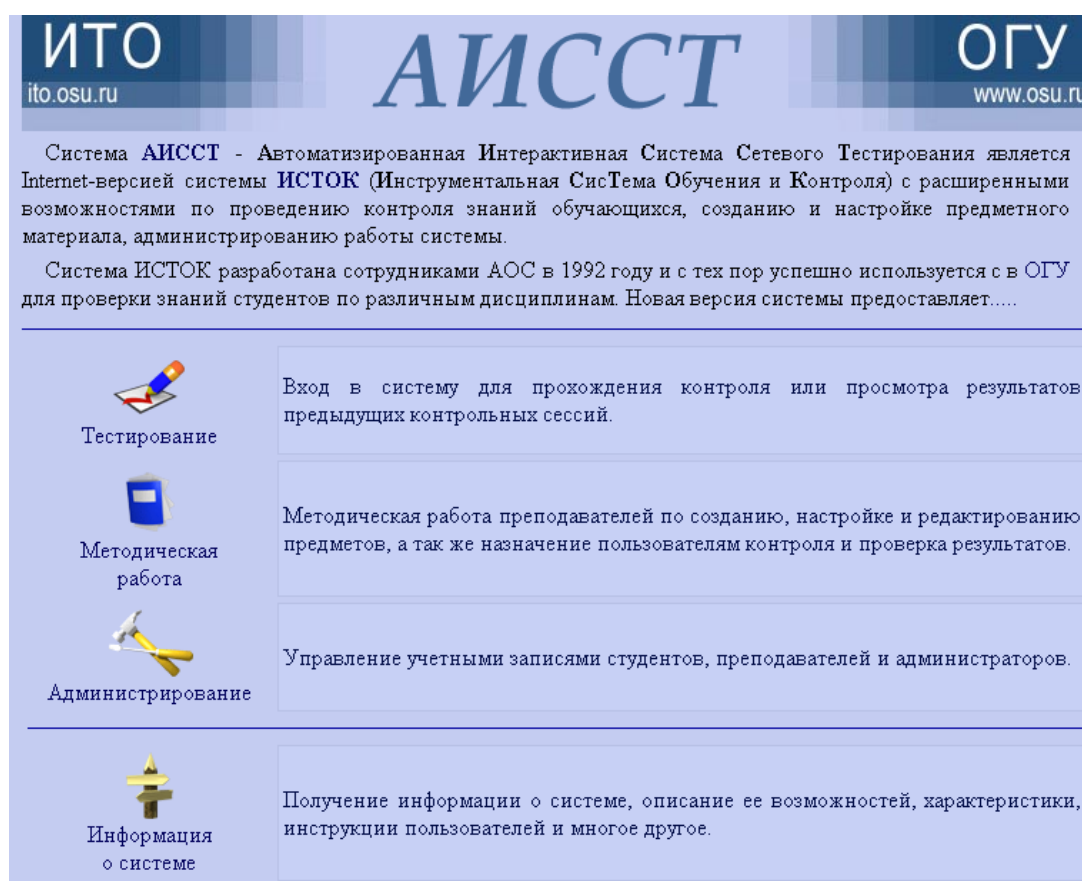 ИТО
ito.osu.ru
АИССТ
ОГУ
www.osu.ru
Система АИССТ - Автоматизированная Интерактивная Система Сетевого Тестирования является
Internet-версией системы ИСТОК (Инструментальная СисТема Обучения и Контроля) с расширенными
возможностями по проведению контроля знаний обучающихся, созданию и настройке предметного
материала, администрированию работы системы.
Система ИСТОК разработана сотрудниками АОС в 1992 году и с тех пор успешно используется с в ОГУ
для проверки знаний студентов по различным дисциплинам. Новая версия системы предоставляет.....
Тестирование
Вход в систему для прохождения контроля или просмотра результатов
предыдущих контрольных сессий.
Методическая
работа
Методическая работа преподавателей по созданию, настройке и редактированию
предметов, а так же назначение пользователям контроля и проверка результатов.
Администрирование
Управление учетными записями студентов, преподавателей и администраторов.
Информация
о системе
Получение информации о системе, описание ее возможностей, характеристики,
инструкции пользователей и многое другое.